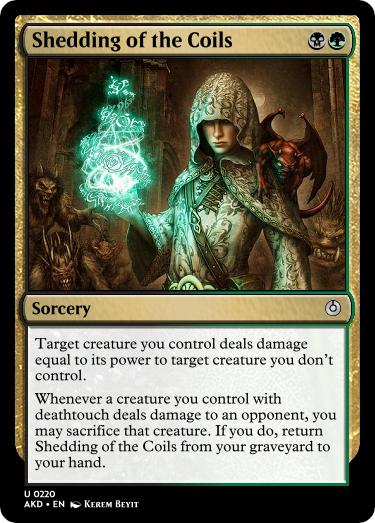 Shedding of the Coils
Sorcery
Target creature you control deals damage
equal to its power to target creature you don't
control.
Whenever a creature you control with
deathtouch deals damage to an opponent, you
may sacrifice that creature. If you do, return
Shedding of the Coils from your graveyard to
your hand.
U 0220
AKD • EN Kerem Beyit